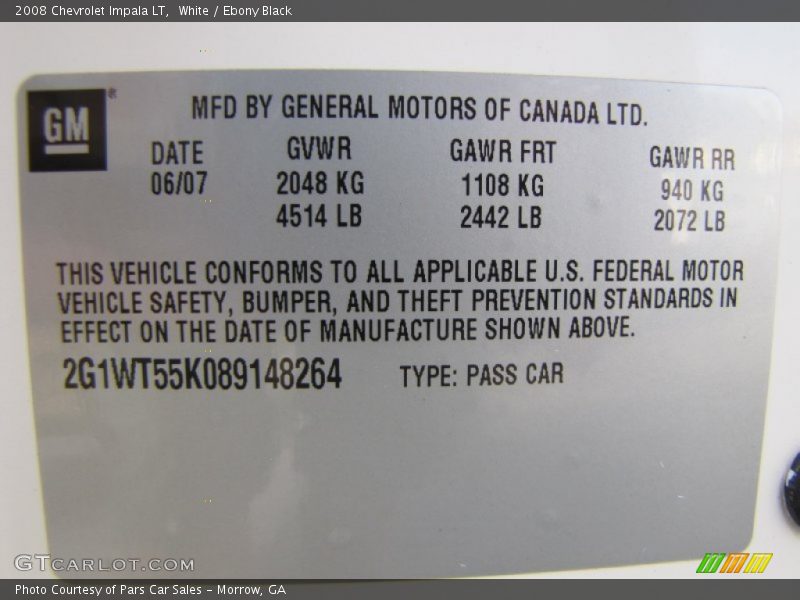 2008 Chevrolet Impala LT,  White / Ebony Black
GM
MFD BY GENERAL MOTORS OF CANADA LTD.
DATE GVWR GAWR FRT GAWR RR
06/07 2048 KG 1108 KG 940 KG
4514 LB 2442 LB 2072 LB
THIS VEHICLE CONFORMS TO ALL APPLICABLE U.S. FEDERAL MOTOR
VEHICLE SAFETY, BUMPER, AND THEFT PREVENTION STANDARDS IN
EFFECT ON THE DATE OF MANUFACTURE SHOWN ABOVE.
2G1WT55K089148264 TYPE: PASS CAR
GTCARLOT.COM
Photo Courtesy of Pars Car Sales - Morrow, GA